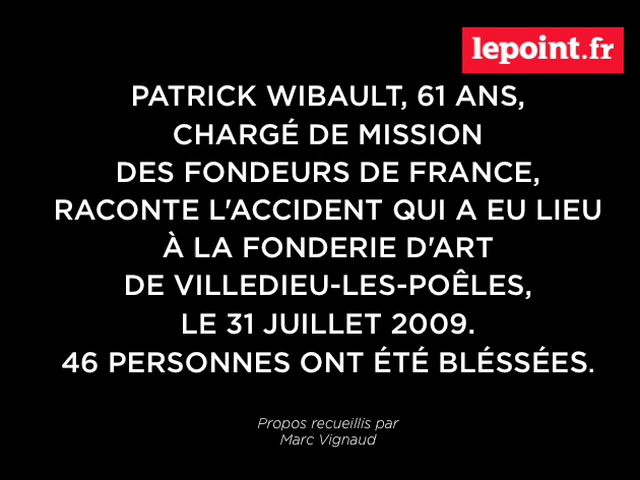 lepoint.fr
PATRICK WIBAULT, 61 ANS,
CHARGÉ DE MISSION
DES FONDEURS DE FRANCE,
RACONTE L'ACCIDENT QUI A EU LIEU
À LA FONDERIE D'ART
DE VILLEDIEU-LES-POÊLES,
LE 31 JUILLET 2009.
46 PERSONNES ONT ÉTÉ BLÉSSÉES.
Propos recueillis par
Marc Vignaud